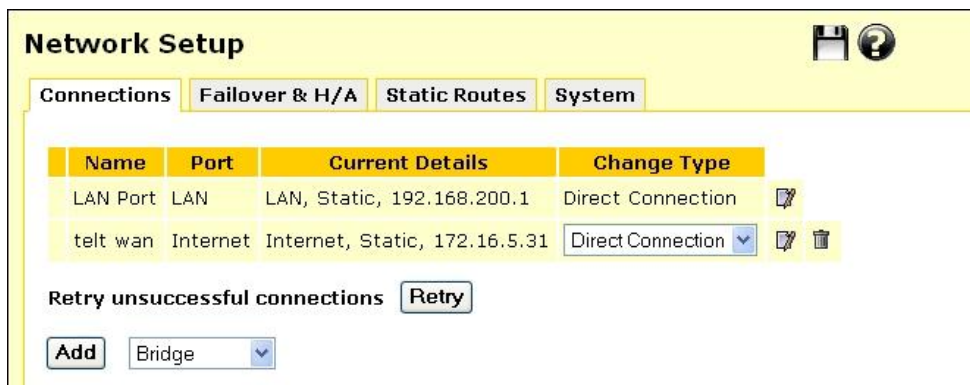 Network Setup
Connections Failover & H/A Static Routes System
Name Port Current Details Change Type
LAN Port LAN LAN, Static, 192.168.200.1 Direct Connection
telt wan Internet Internet, Static, 172.16.5.31 Direct Connection
Retry unsuccessful connections Retry
Add Bridge